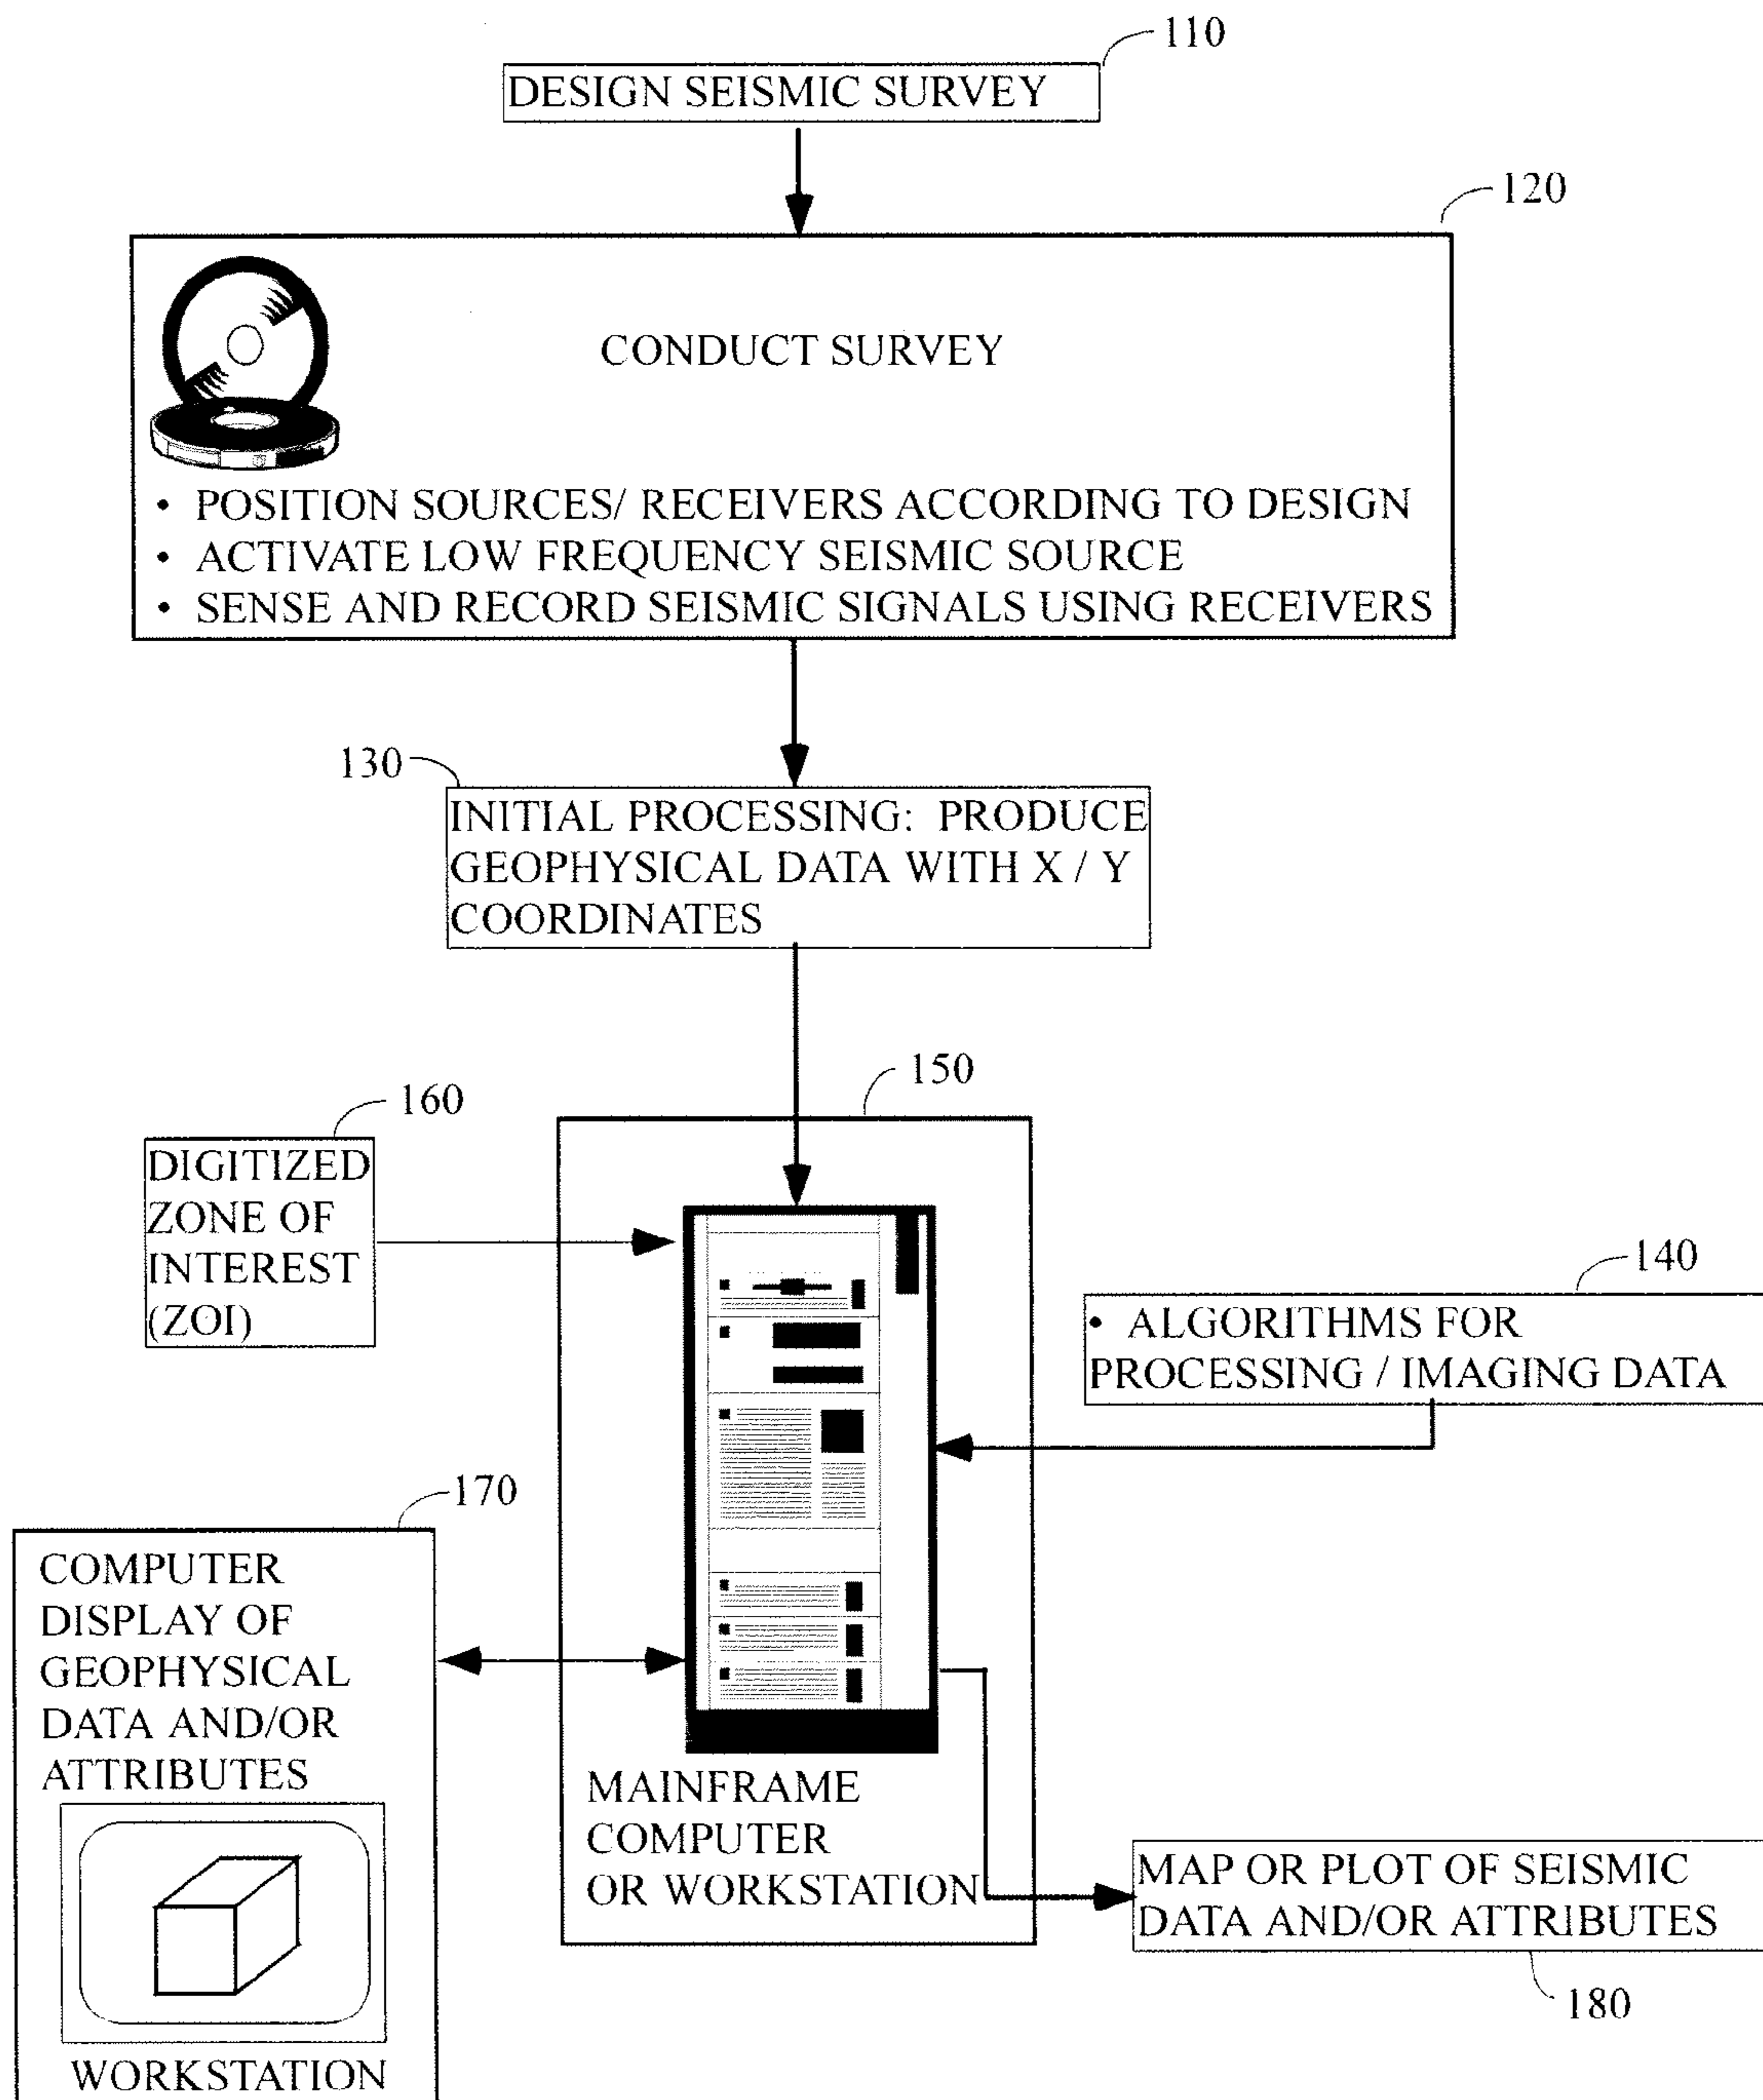 110
DESIGN SEISMIC SURVEY
120
CONDUCT SURVEY
• POSITION SOURCES/ RECEIVERS ACCORDING TO DESIGN
• ACTIVATE LOW FREQUENCY SEISMIC SOURCE
• SENSE AND RECORD SEISMIC SIGNALS USING RECEIVERS
130
INITIAL PROCESSING: PRODUCE
GEOPHYSICAL DATA WITH X / Y
COORDINATES
150
160
DIGITIZED
ZONE OF
INTEREST
(ZOI)
140
• ALGORITHMS FOR
PROCESSING / IMAGING DATA
170
COMPUTER
DISPLAY OF
GEOPHYSICAL
DATA AND/OR
ATTRIBUTES
WORKSTATION
MAINFRAME
COMPUTER
OR WORKSTATION
MAP OR PLOT OF SEISMIC
DATA AND/OR ATTRIBUTES
180